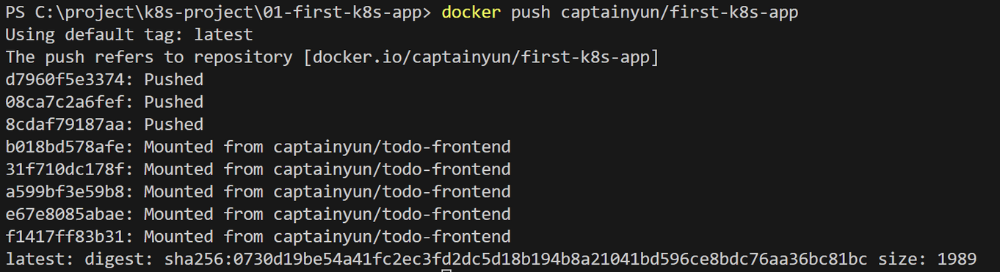 PS C:\project\k8s-project\01-first-k8s-app> docker push captainyun/first-k8s-app
Using default tag: latest
The push refers to repository [docker.io/captainyun/first-k8s-app]
d7960f5e3374: Pushed
08ca7c2a6fef: Pushed
8cdaf79187aa: Pushed
b018bd578afe: Mounted from captainyun/todo-frontend
31f710dc178f: Mounted from captainyun/todo-frontend
a599bf3e59b8: Mounted from captainyun/todo-frontend
e67e8085abae: Mounted from captainyun/todo-frontend
f1417ff83b31: Mounted from captainyun/todo-frontend
latest: digest: sha256:0730d19be54a41fc2ec3fd2dc5d18b194b8a21041bd596ce8bdc76aa36bc81bc size: 1989